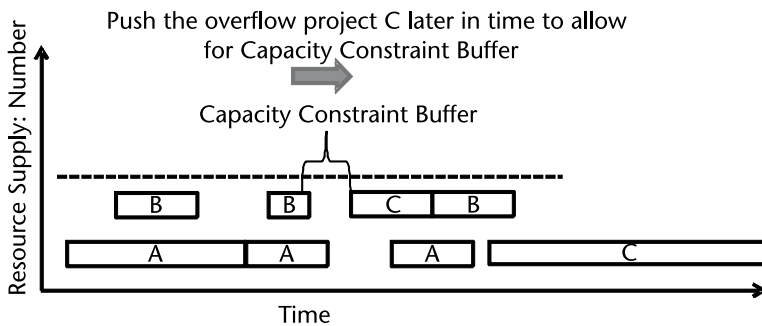 Push the overflow project C later in time to allow
for Capacity Constraint Buffer
Capacity Constraint Buffer
Resource Supply: Number
B
B
C
B
A
A
A
C
Time